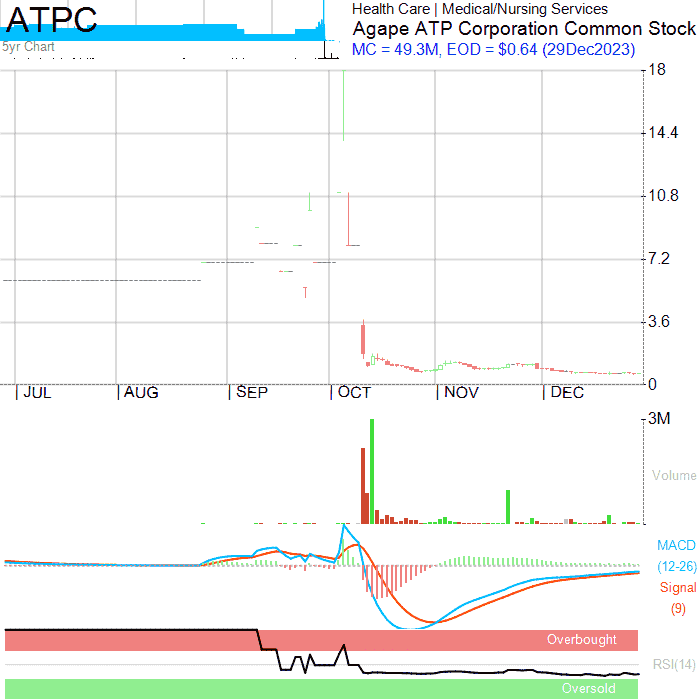 ATPC
5yr Chart
Health Care | Medical/Nursing Services
Agape ATP Corporation Common Stock
MC = 49.3M, EOD = $0.64 (29Dec2023)
18
14.4
10.8
7.2
3.6
0
JUL AUG SEP OCT NOV DEC
3M
Volume
MACD
(12-26)
Signal
(9)
Overbought
RSI(14)
Oversold